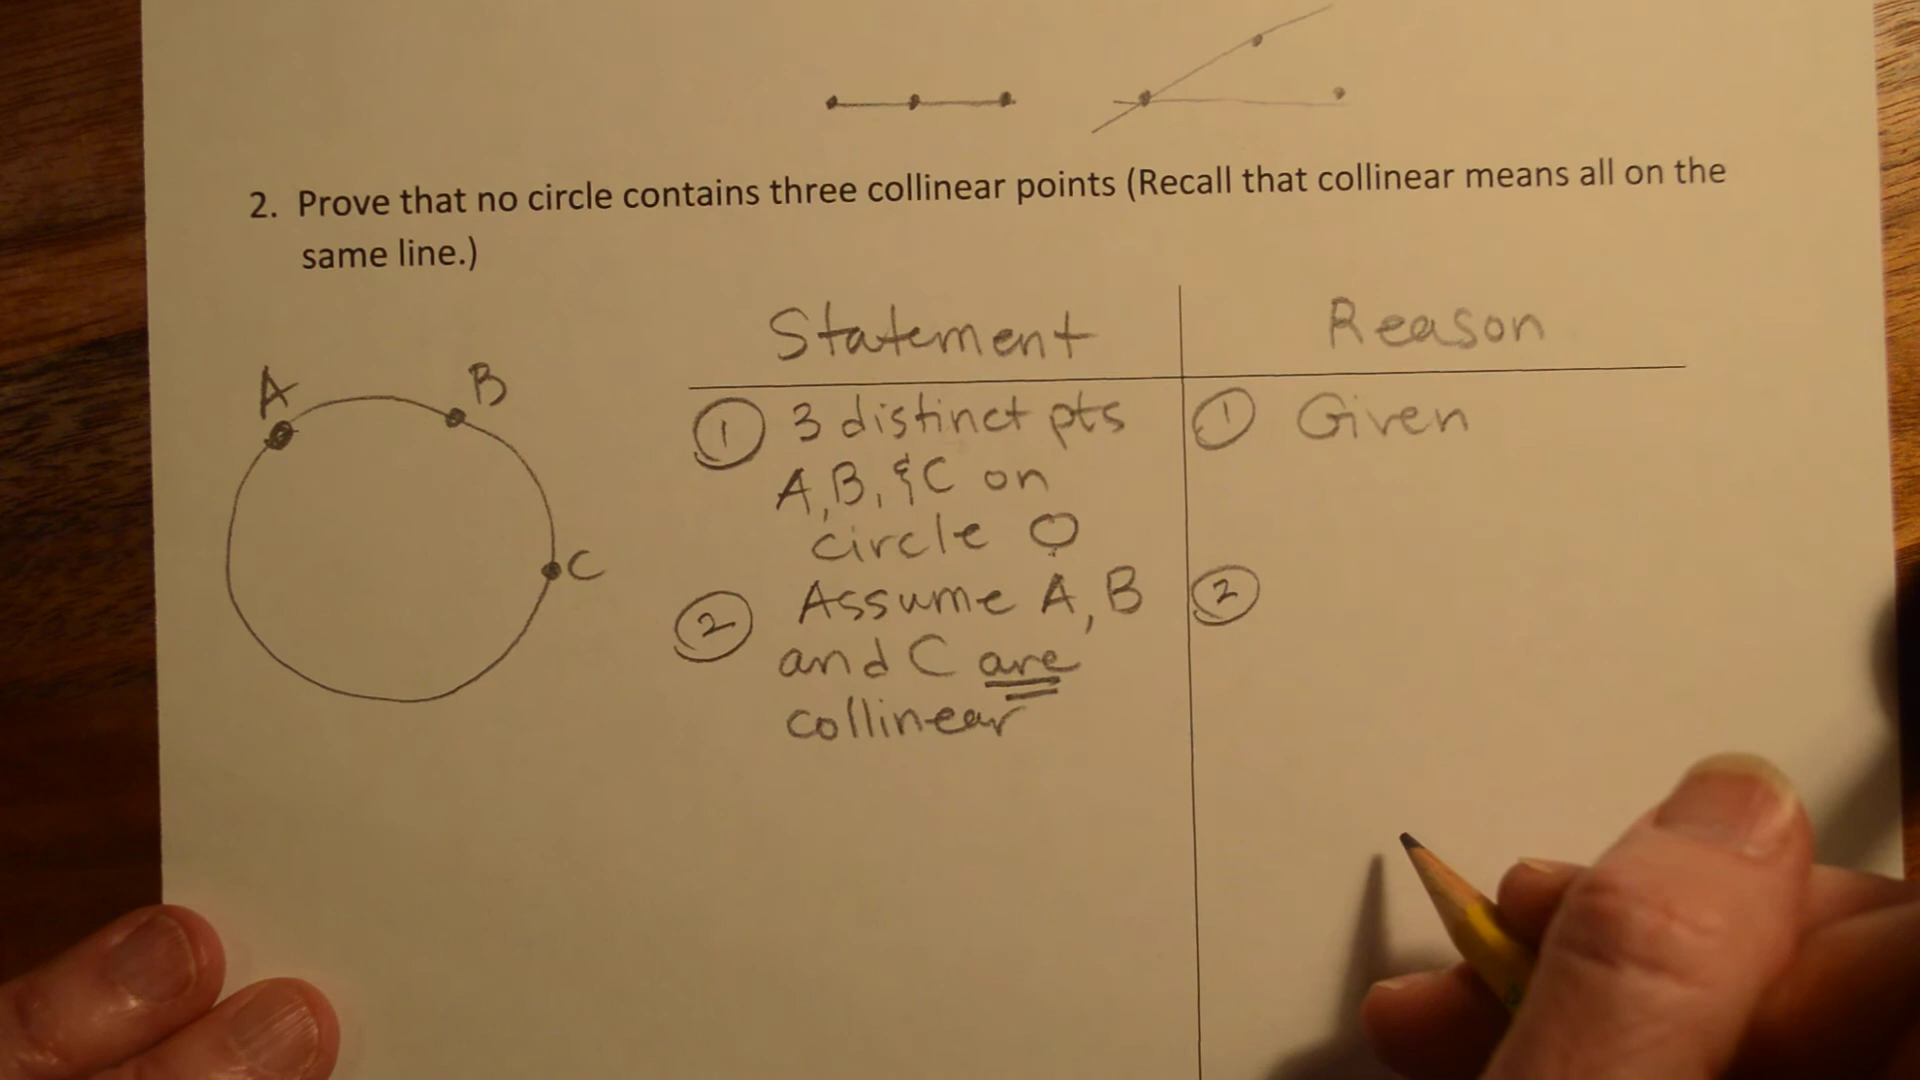 2. Prove that no circle contains three collinear points (Recall that collinear means all on the
same line.)
Statement
Reason
A
B
C
① 3 distinct pts
A, B, & C on
circle O
① Given
② Assume A, B
and C are
collinear
②